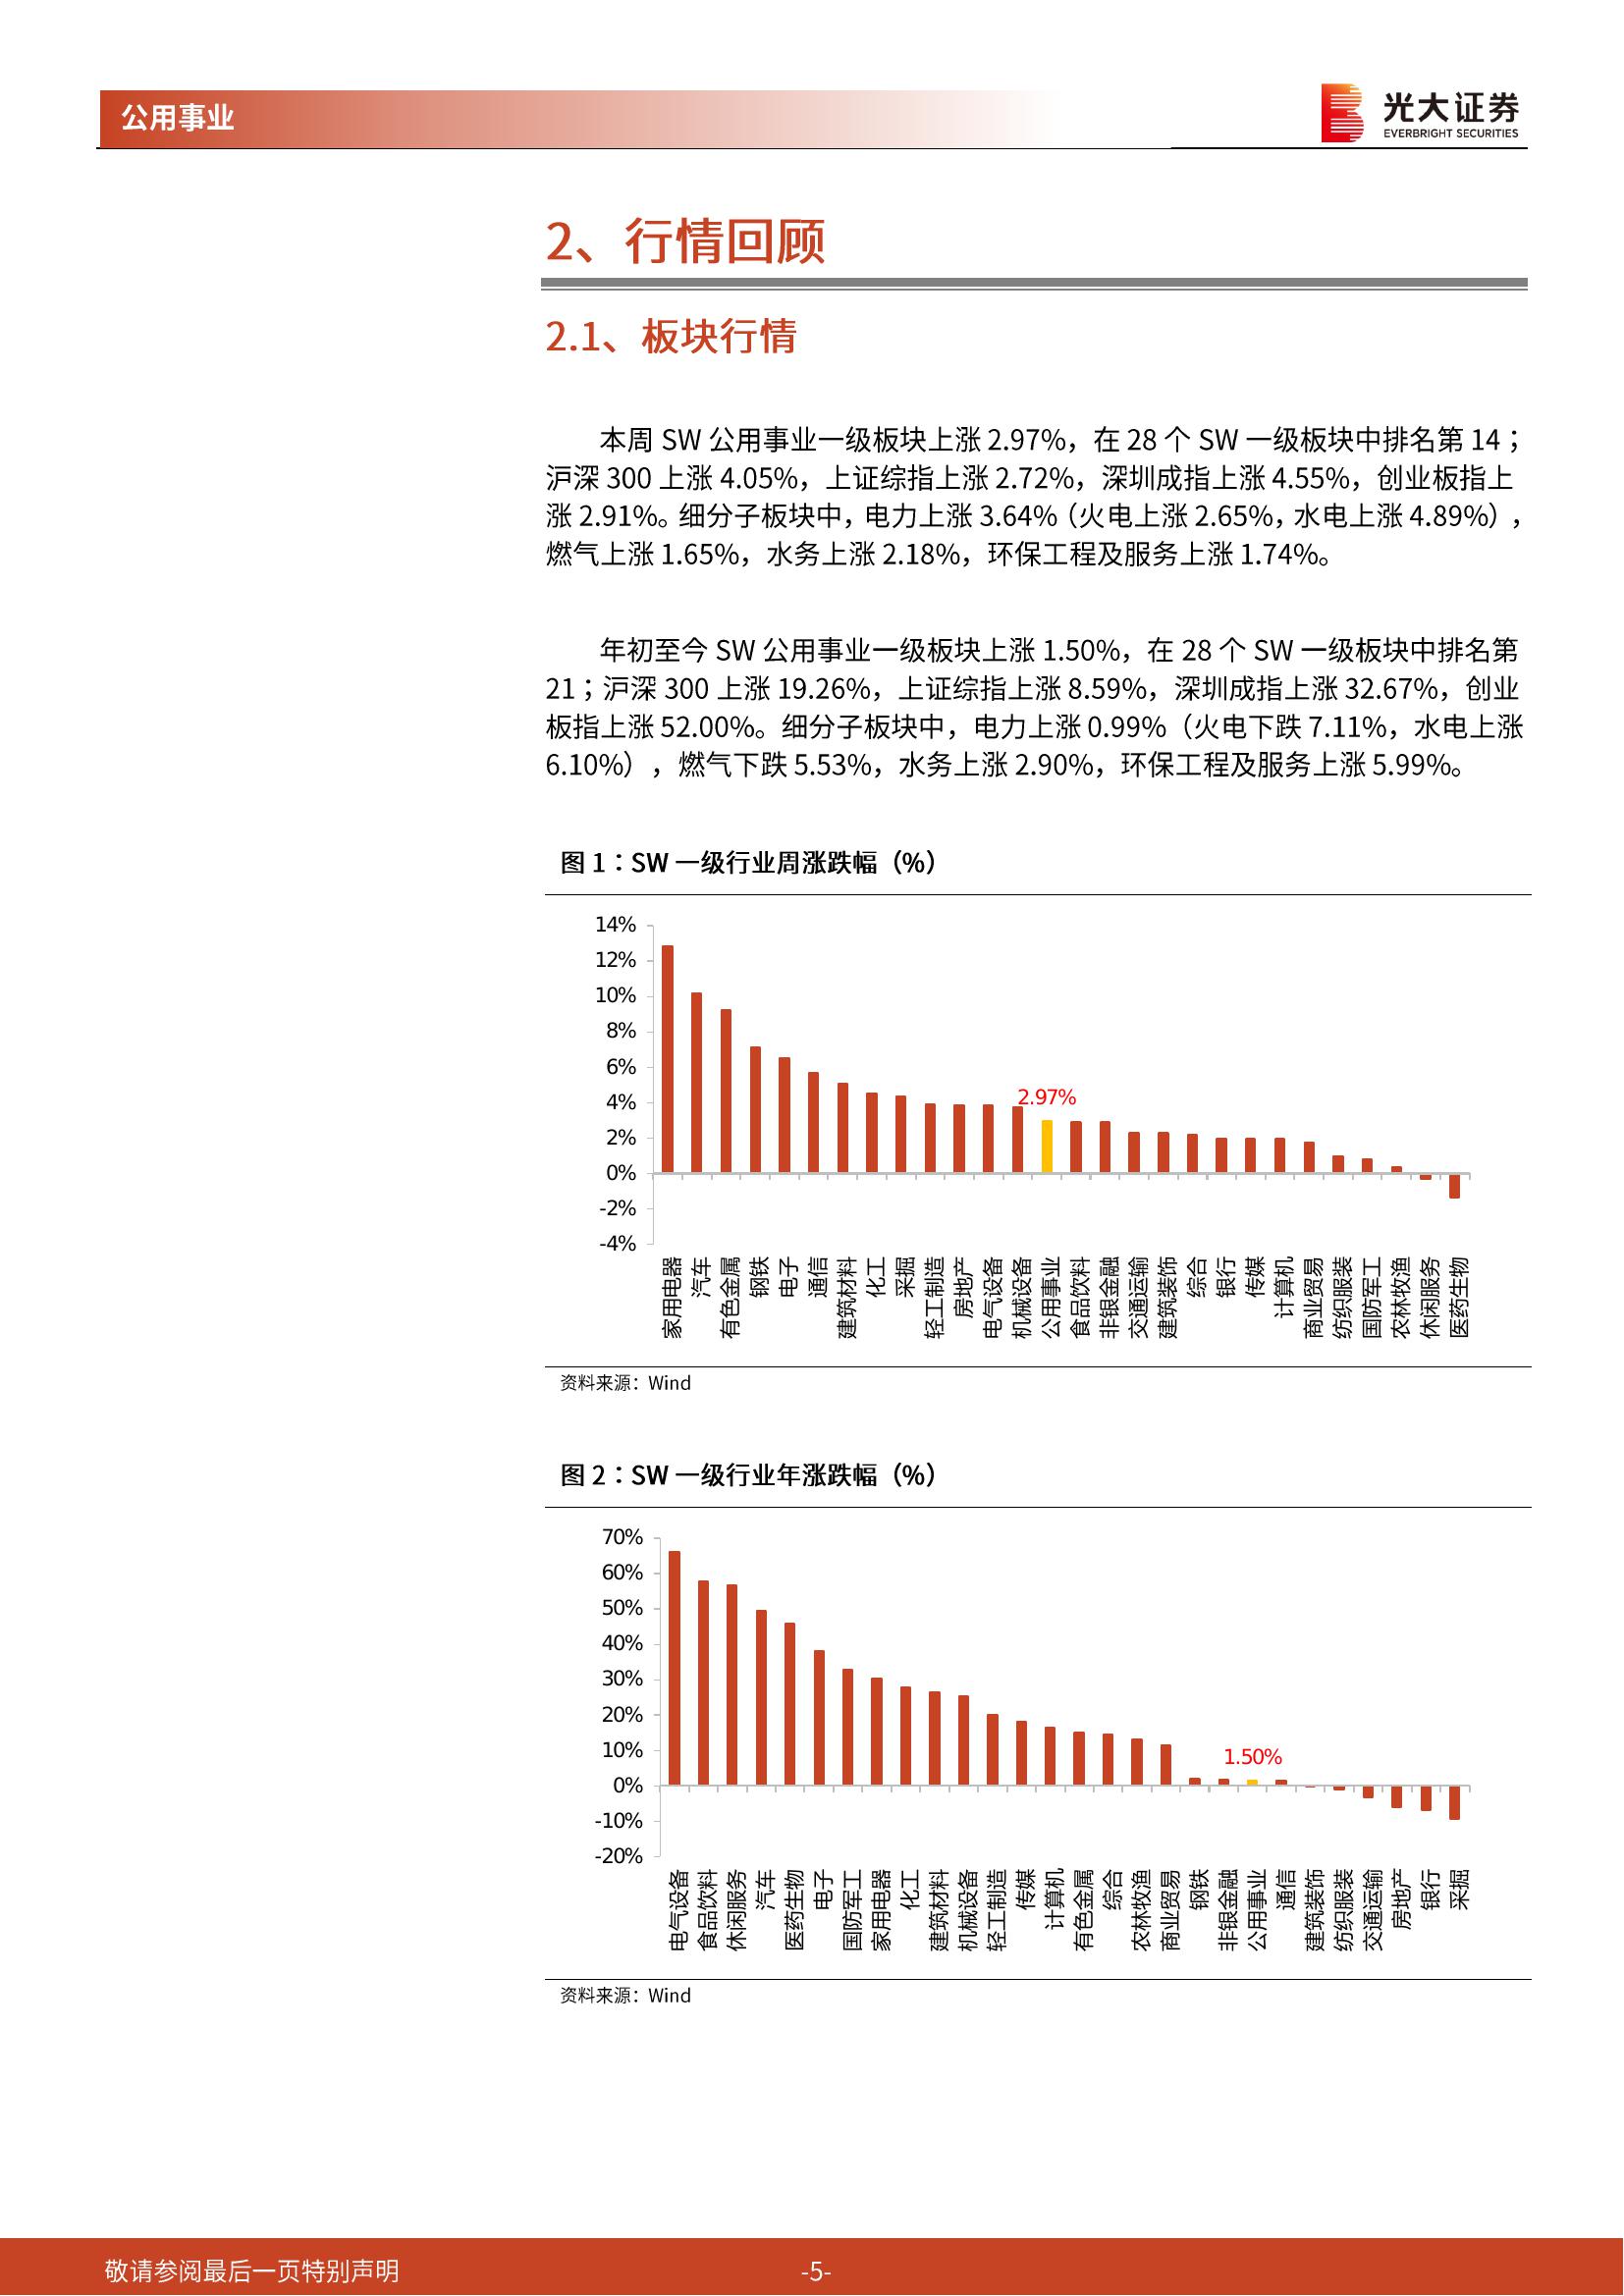 公用事业
光大证券
EVERBRIGHT SECURITIES
2、行情回顾
2.1、板块行情
本周 SW 公用事业一级板块上涨 2.97%，在 28 个 SW 一级板块中排名第 14；
沪深 300 上涨 4.05%，上证综指上涨 2.72%，深圳成指上涨 4.55%，创业板指上
涨 2.91%。细分子板块中，电力上涨 3.64%（火电上涨 2.65%，水电上涨 4.89%），
燃气上涨 1.65%，水务上涨 2.18%，环保工程及服务上涨 1.74%。
年初至今 SW 公用事业一级板块上涨 1.50%，在 28 个 SW 一级板块中排名第
21；沪深 300 上涨 19.26%，上证综指上涨 8.59%，深圳成指上涨 32.67%，创业
板指上涨 52.00%。细分子板块中，电力上涨 0.99%（火电下跌 7.11%，水电上涨
6.10%），燃气下跌 5.53%，水务上涨 2.90%，环保工程及服务上涨 5.99%。
图 1：SW 一级行业周涨跌幅（%）
14%
12%
10%
8%
6%
4%
2%
0%
-2%
-4%
2.97%
家用电器
汽车
有色金属
钢铁
电子
通信
建筑材料
化工
采掘
轻工制造
房地产
电气设备
机械设备
公用事业
食品饮料
非银金融
交通运输
建筑装饰
综合
银行
传媒
计算机
商业贸易
纺织服装
国防军工
农林牧渔
休闲服务
医药生物
资料来源：Wind
图 2：SW 一级行业年涨跌幅（%）
70%
60%
50%
40%
30%
20%
10%
0%
-10%
-20%
1.50%
电气设备
食品饮料
休闲服务
汽车
医药生物
电子
国防军工
家用电器
化工
建筑材料
机械设备
轻工制造
传媒
计算机
有色金属
综合
农林牧渔
商业贸易
钢铁
非银金融
公用事业
通信
建筑装饰
纺织服装
交通运输
房地产
银行
采掘
资料来源：Wind
敬请参阅最后一页特别声明
-5-